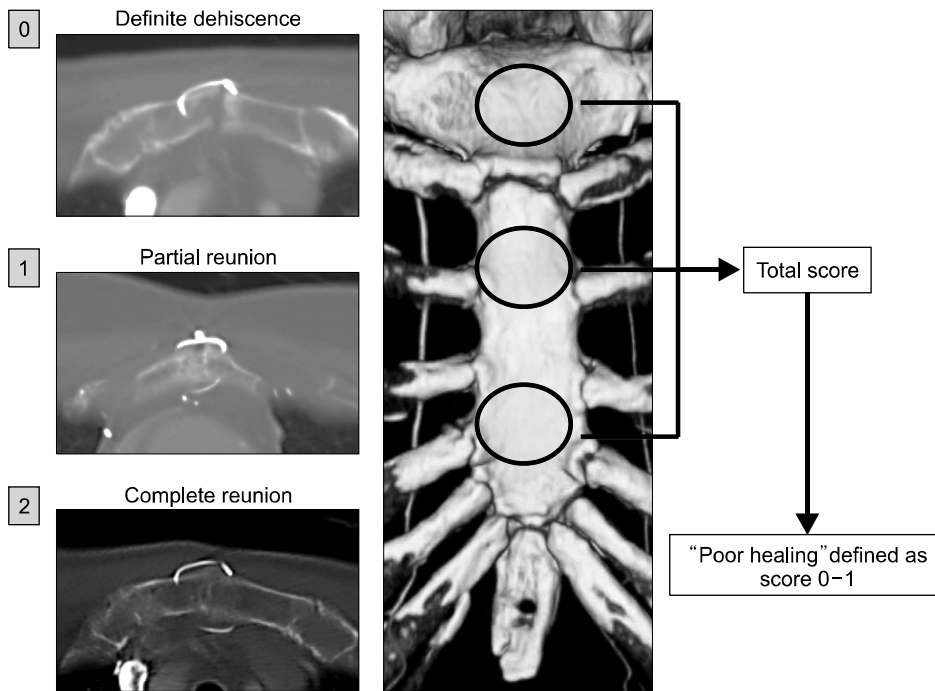 0
Definite dehiscence
1
Partial reunion
2
Complete reunion
Total score
“Poor healing” defined as
score 0−1